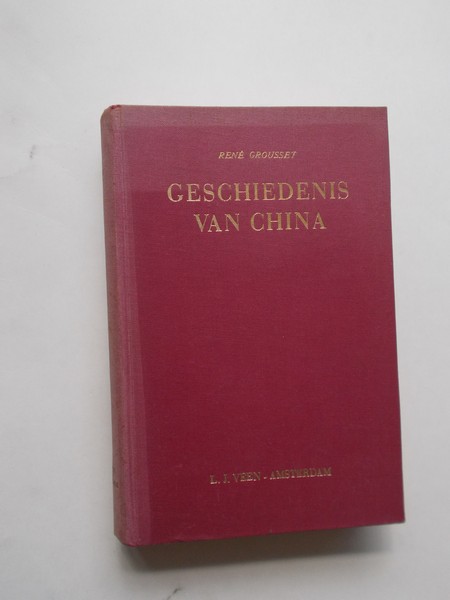 RENÉ GROUSSET
GESCHIEDENIS
VAN CHINA
L. J. VEEN - AMSTERDAM